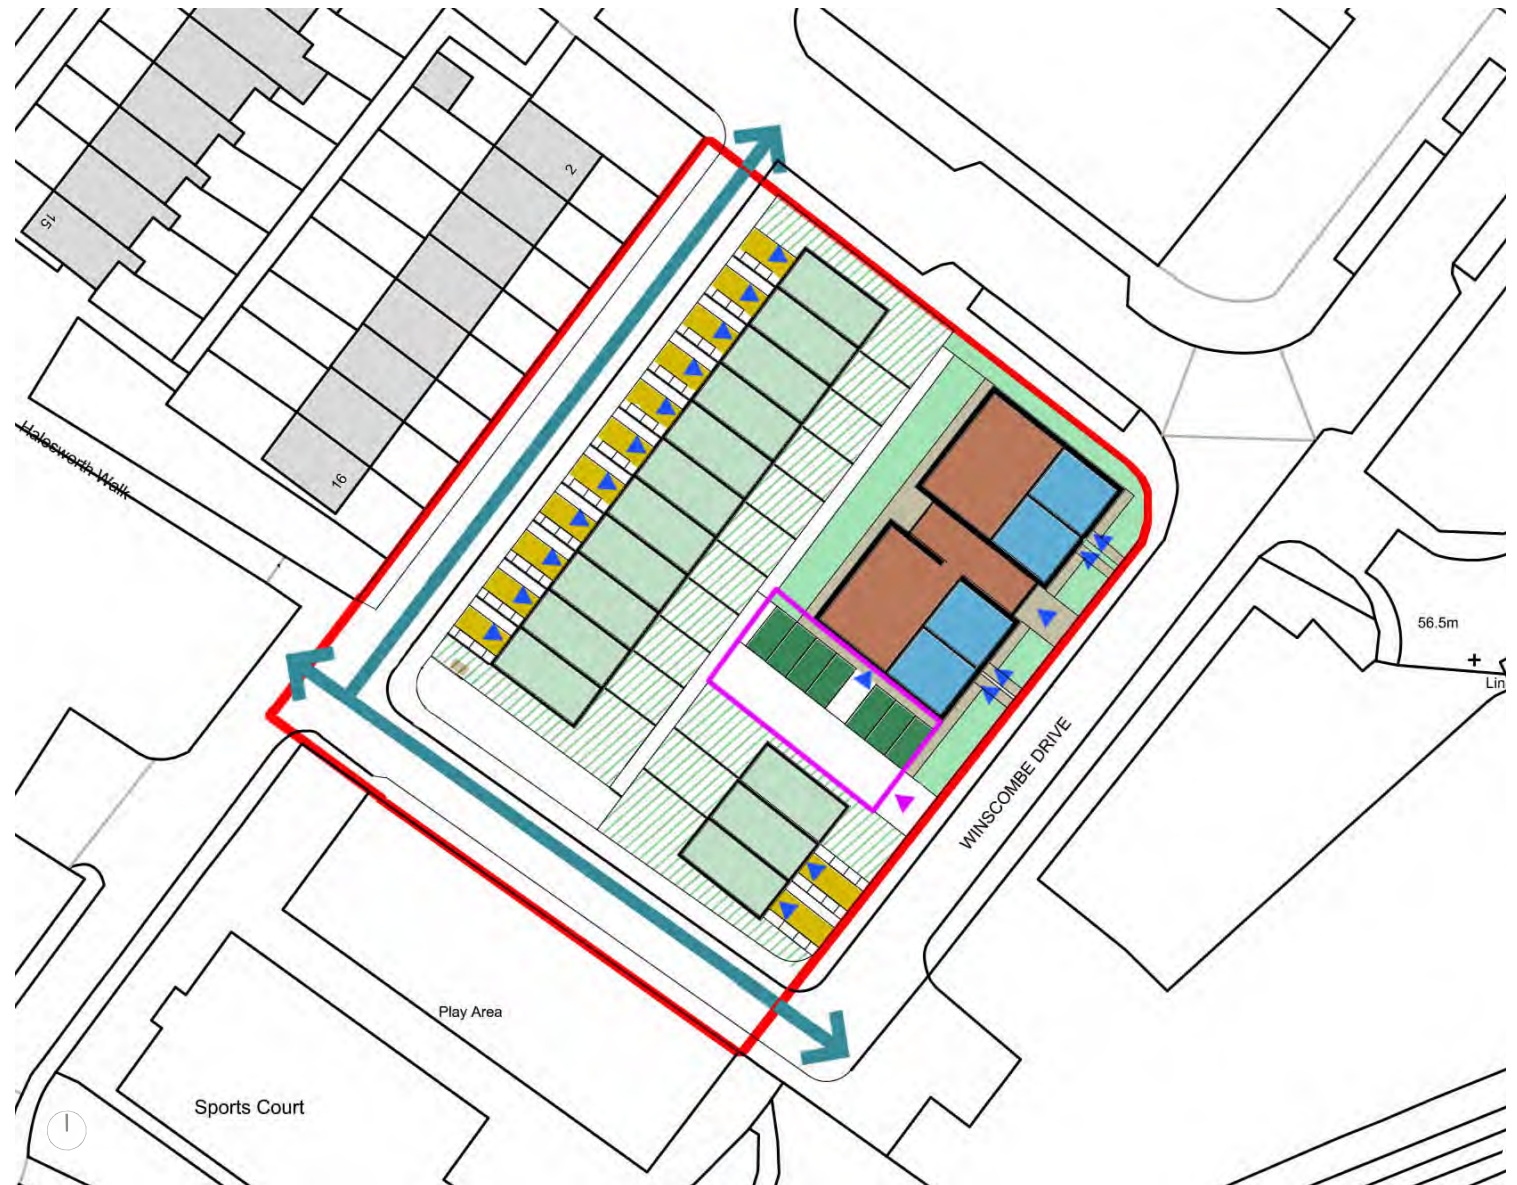 2
15
16
Halesworth Walk
56.5m
Lin
WINSCOMBE DRIVE
Play Area
Sports Court